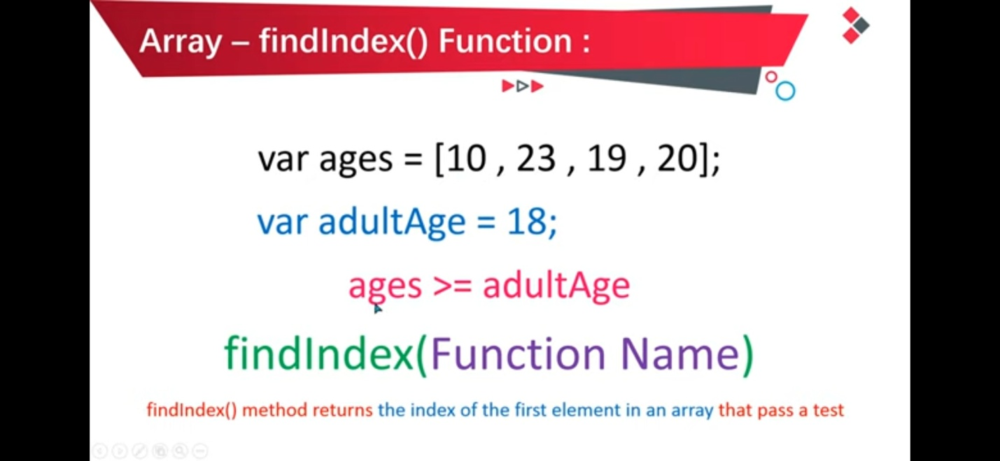 Array – findIndex() Function :
var ages = [10 , 23 , 19 , 20];
var adultAge = 18;
ages >= adultAge
findIndex(Function Name)
findIndex() method returns the index of the first element in an array that pass a test